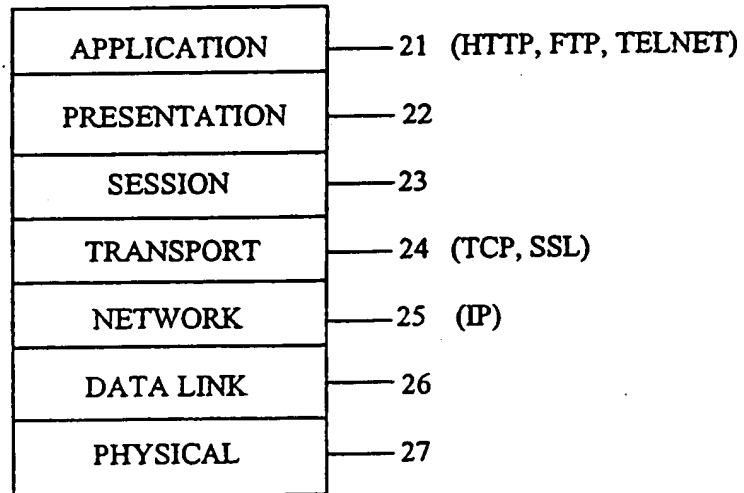 APPLICATION 21 (HTTP, FTP, TELNET)
PRESENTATION 22
SESSION 23
TRANSPORT 24 (TCP, SSL)
NETWORK 25 (IP)
DATA LINK 26
PHYSICAL 27